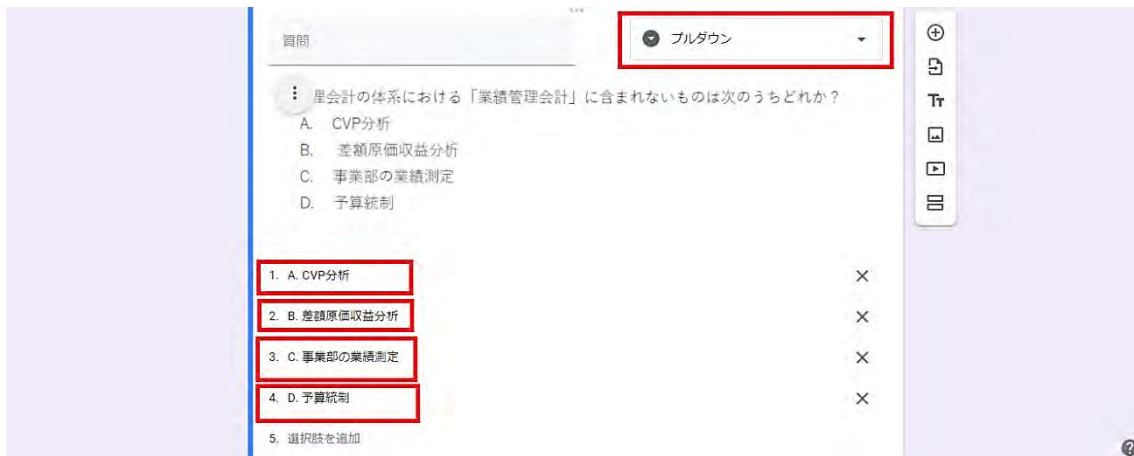 質問
プルダウン
理会計の体系における「業績管理会計」に含まれないものは次のうちどれか?
A. CVP分析
B. 差額原価収益分析
C. 事業部の業績測定
D. 予算統制
1. A. CVP分析
2. B. 差額原価収益分析
3. C. 事業部の業績測定
4. D. 予算統制
5. 選択肢を追加
Tт